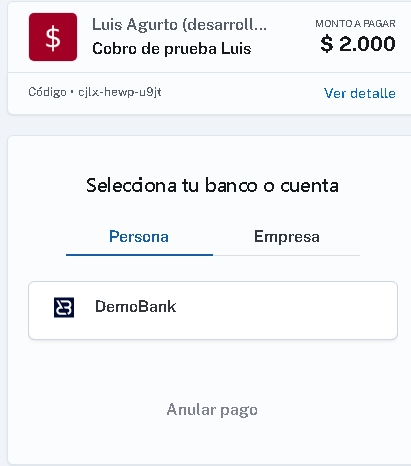 Luis Agurto (desarroll...
MONTO A PAGAR
Cobro de prueba Luis
$ 2.000
Código • cjlx-hewp-u9jt
Ver detalle
Selecciona tu banco o cuenta
Persona
Empresa
DemoBank
Anular pago